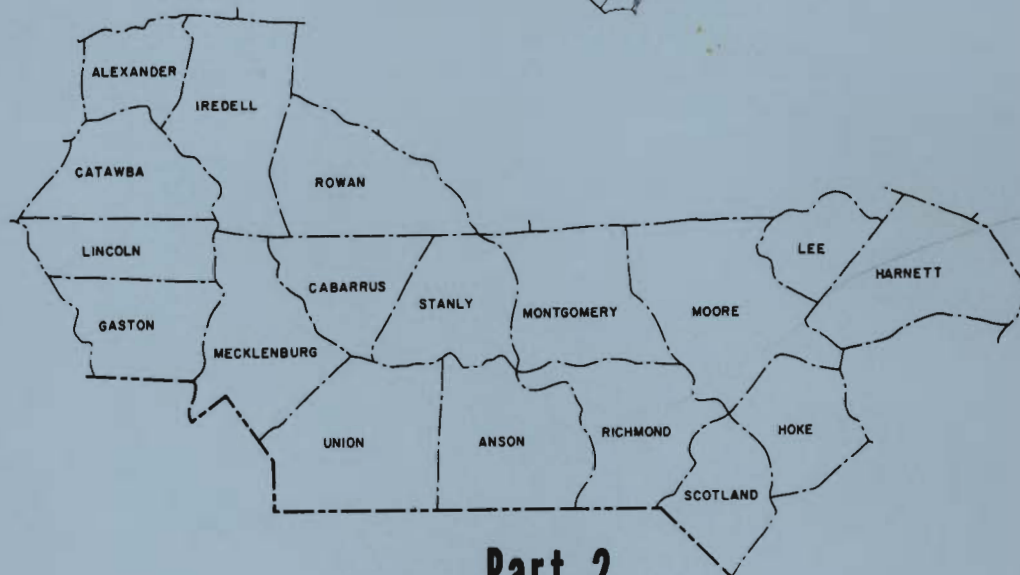 ALEXANDER
IREDELL
CATAWBA
ROWAN
LINCOLN
LEE
HARNETT
CABARRUS
STANLY
MONTGOMERY
MOORE
GASTON
MECKLENBURG
UNION
ANSON
RICHMOND
HOKE
SCOTLAND
Part 2